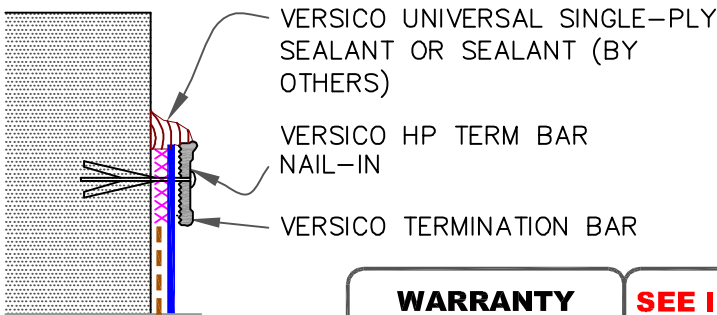 VERSICO UNIVERSAL SINGLE-PLY
SEALANT OR SEALANT (BY
OTHERS)
VERSICO HP TERM BAR
NAIL-IN
VERSICO TERMINATION BAR
WARRANTY
SEE